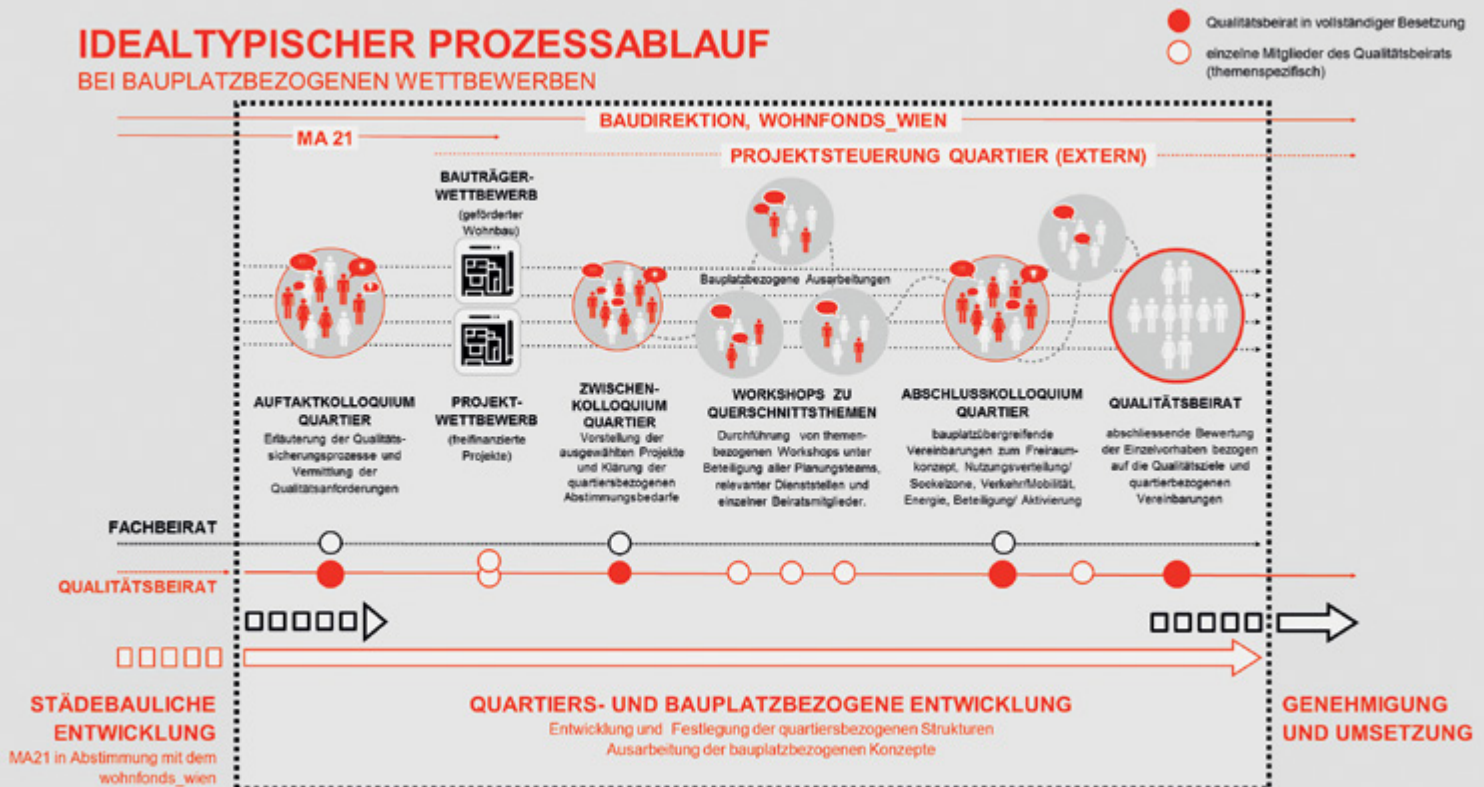 IDEALTYPISCHER PROZESSABLAUF
BEI BAUPLATZBEZOGENEN WETTBEWERBEN
Qualitätsbeirat in vollständiger Besetzung
einzelne Mitglieder des Qualitätsbeirats
(themenspezifisch)
BAUDIREKTION, WOHNFONDS_WIEN
MA 21
PROJEKTSTEUERUNG QUARTIER (EXTERN)
BAUTRÄGER-
WETTBEWERB
(geförderter
Wohnbau)
Bauplatzbezogene Ausarbeitungen
AUFTAKTKOLLOQUIUM
QUARTIER
Erläuterung der Qualitäts-
sicherungsprozesse und
Vermittlung der
Qualitätsanforderungen
PROJEKT-
WETTBEWERB
(freifinanzierte
Projekte)
ZWISCHEN-
KOLLOQUIUM
QUARTIER
Vorstellung der
ausgewählten Projekte
und Klärung der
quartiersbezogenen
Abstimmungsbedarfe
WORKSHOPS ZU
QUERSCHNITTSTHEMEN
Durchführung von themen-
bezogenen Workshops unter
Beteiligung aller Planungsteams,
relevanter Dienststellen und
einzelner Beiratsmitglieder.
ABSCHLUSSKOLLOQUIUM
QUARTIER
bauplatzübergreifende
Vereinbarungen zum Freiraum-
konzept, Nutzungsverteilung/
Sockelzone, Verkehr/Mobilität,
Energie, Beteiligung/ Aktivierung
QUALITÄTSBEIRAT
abschliessende Bewertung
der Einzelvorhaben bezogen
auf die Qualitätsziele und
quartierbezogenen
Vereinbarungen
FACHBEIRAT
QUALITÄTSBEIRAT
STÄDEBAULICHE
ENTWICKLUNG
MA21 in Abstimmung mit dem
wohnfonds_wien
QUARTIERS- UND BAUPLATZBEZOGENE ENTWICKLUNG
Entwicklung und Festlegung der quartiersbezogenen Strukturen
Ausarbeitung der bauplatzbezogenen Konzepte
GENEHMIGUNG
UND UMSETZUNG